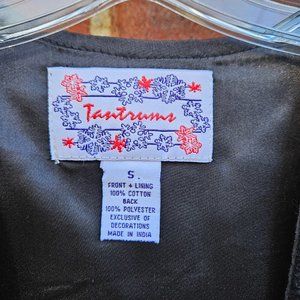 Tantrums
S
FRONT + LINING
100% COTTON
BACK
100% POLYESTER
EXCLUSIVE OF
DECORATIONS
MADE IN INDIA